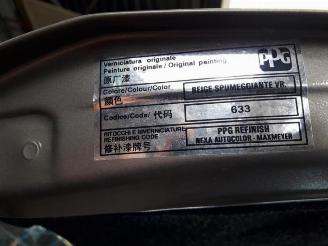 Verniciatura originale
Peinture originale / Original painting
原厂漆
PPG
Colore/Colour/Color
颜色
BEIGE SPUMEGGIANTE VR.
Codice/Code/代码
633
RITOCCHI E RIVERNICIATURE
REFINISHING CODE
修补漆牌号
PPG REFINISH
NEXA AUTOCOLOR - MAXMEYER